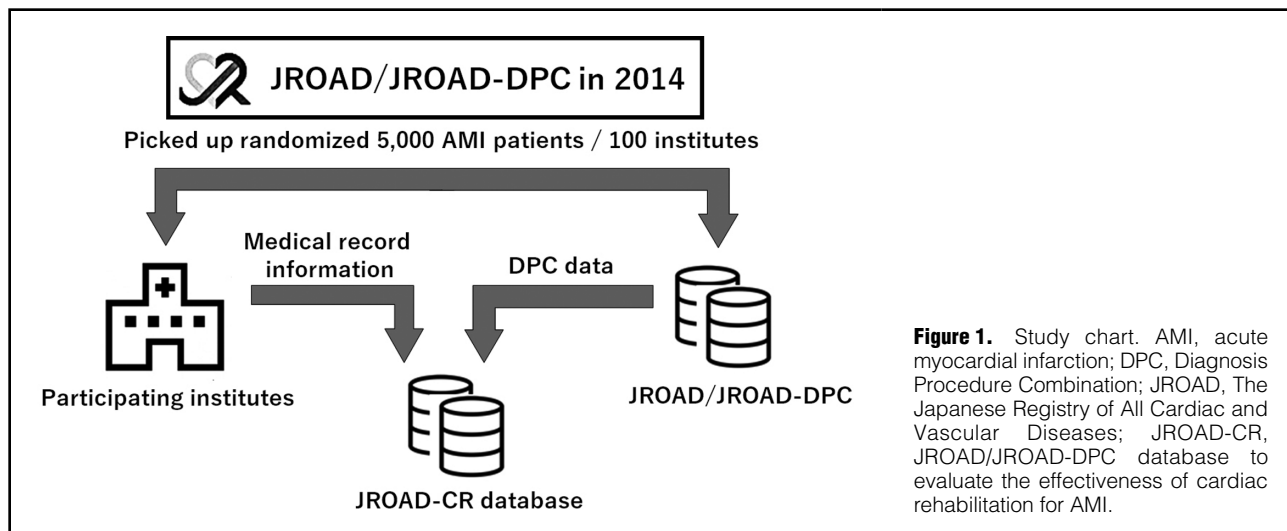 JROAD/JROAD-DPC in 2014
Picked up randomized 5,000 AMI patients / 100 institutes
Medical record
information
DPC data
Participating institutes
JROAD/JROAD-DPC
JROAD-CR database
Figure 1. Study chart. AMI, acute
myocardial infarction; DPC, Diagnosis
Procedure Combination; JROAD, The
Japanese Registry of All Cardiac and
Vascular Diseases; JROAD-CR,
JROAD/JROAD-DPC database to
evaluate the effectiveness of cardiac
rehabilitation for AMI.